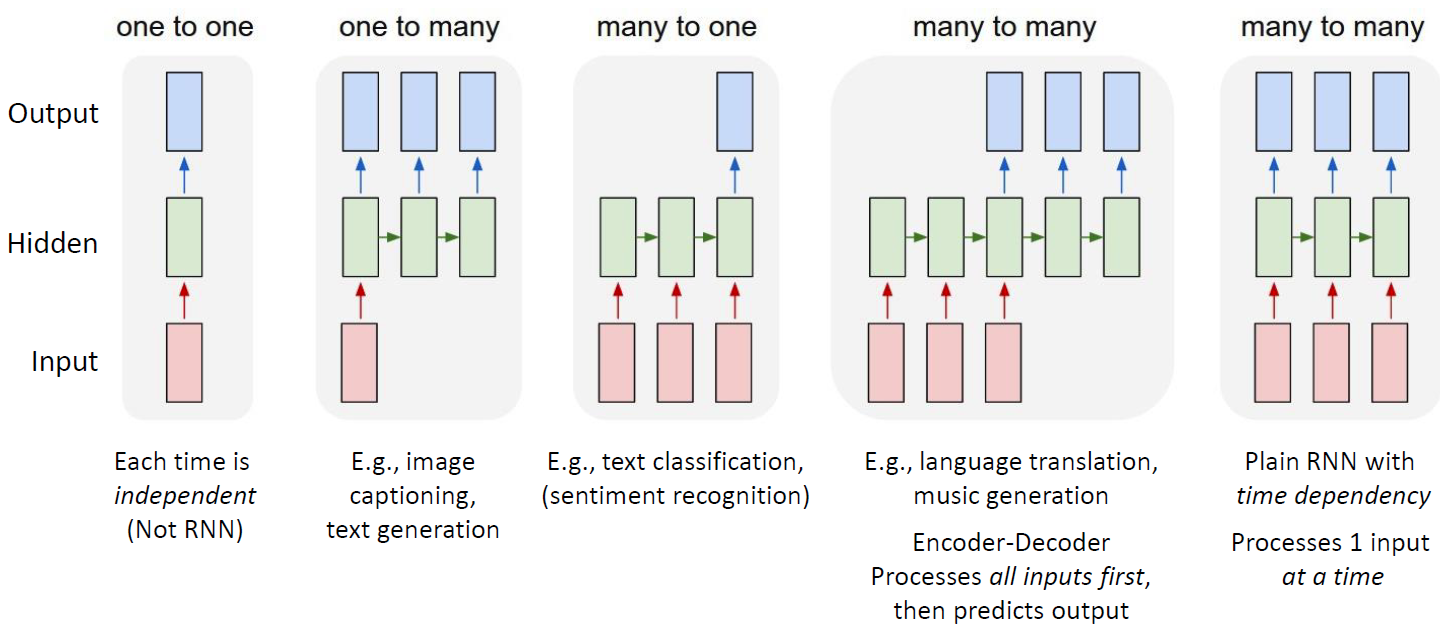 one to one
one to many
many to one
many to many
many to many
Output
Hidden
Input
Each time is
independent
(Not RNN)
E.g., image
captioning,
text generation
E.g., text classification,
(sentiment recognition)
E.g., language translation,
music generation
Encoder-Decoder
Processes all inputs first,
then predicts output
Plain RNN with
time dependency
Processes 1 input
at a time